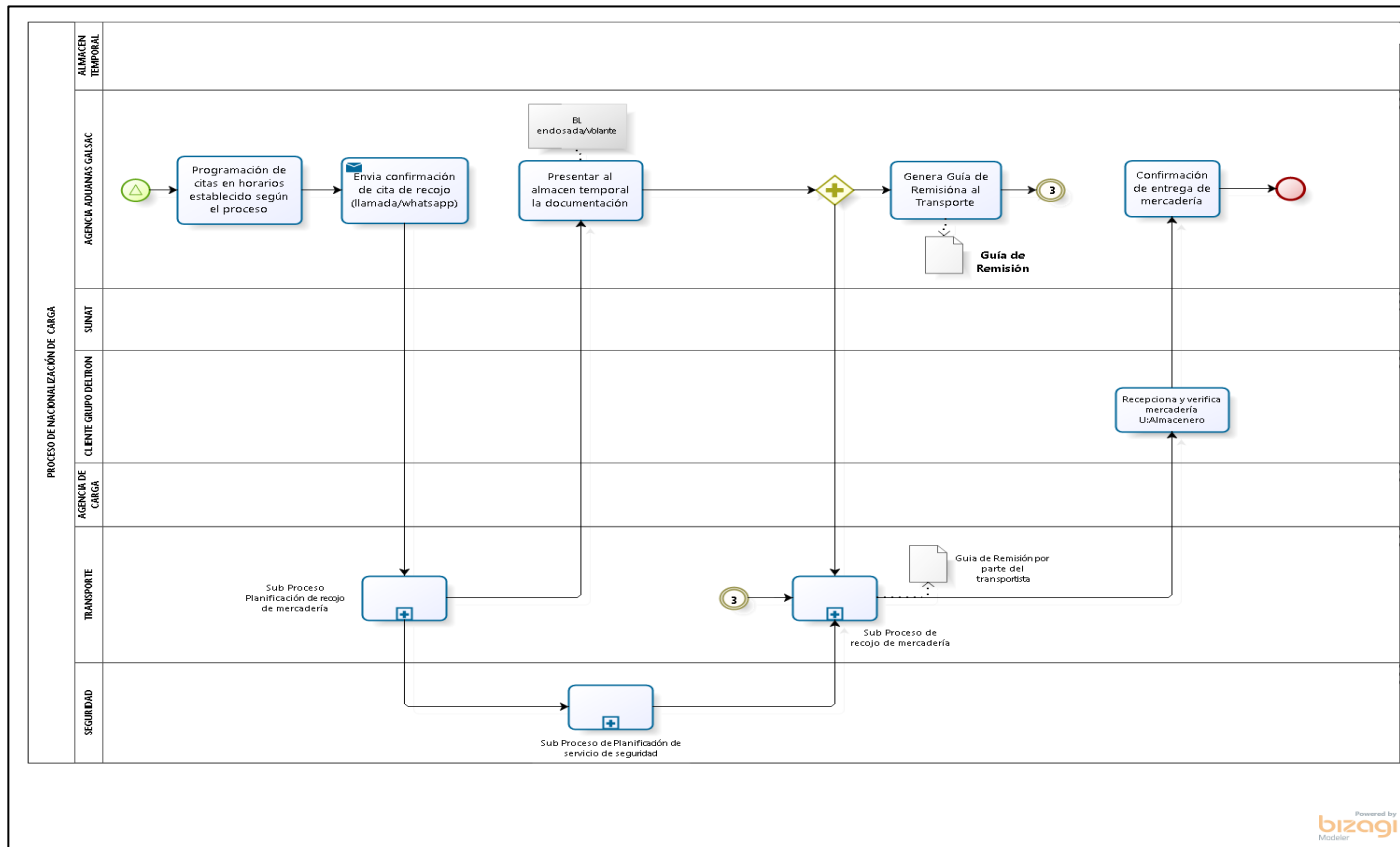 PROCESO DE NACIONALIZACIÓN DE CARGA
ALMACEN
TEMPORAL
AGENCIA ADUANAS GALSAC
Programación de
citas en horarios
establecido según
el proceso
Envia confirmación
de cita de recojo
(llamada/whatsapp)
BL
endosada/Volante
Presentar al
almacen temporal
la documentación
Genera Guía de
Remisióna al
Transporte
3
Guía de
Remisión
Confirmación
de entrega de
mercadería
SUNAT
CLIENTE GRUPO DELTRON
Recepciona y verifica
mercadería
U:Almacenero
AGENCIA DE
CARGA
TRANSPORTE
Sub Proceso
Planificación de recojo
de mercadería
3
Sub Proceso de
recojo de mercadería
Guia de Remisión por
parte del
transportista
SEGURIDAD
Sub Proceso de Planificación de
servicio de seguridad
Powered by
bizagi
Modeler